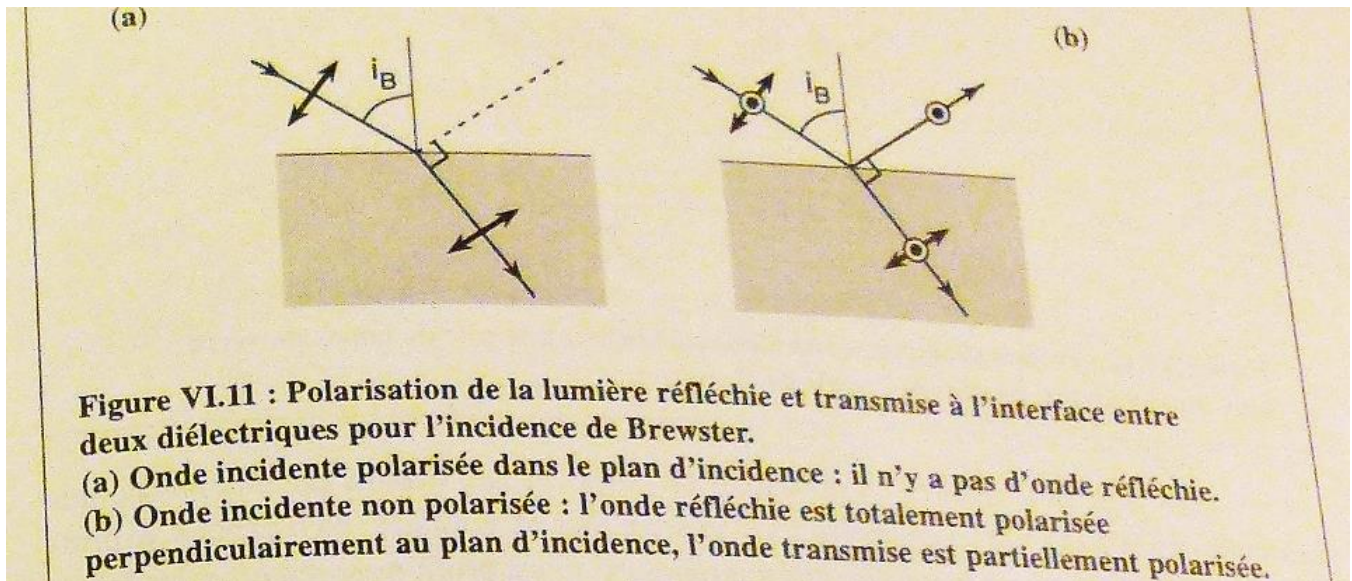 (a)
(b)
iB
iB
Figure VI.11 : Polarisation de la lumière réfléchie et transmise à l'interface entre
deux diélectriques pour l'incidence de Brewster.
(a) Onde incidente polarisée dans le plan d'incidence : il n'y a pas d'onde réfléchie.
(b) Onde incidente non polarisée : l'onde réfléchie est totalement polarisée
perpendiculairement au plan d'incidence, l'onde transmise est partiellement polarisée.